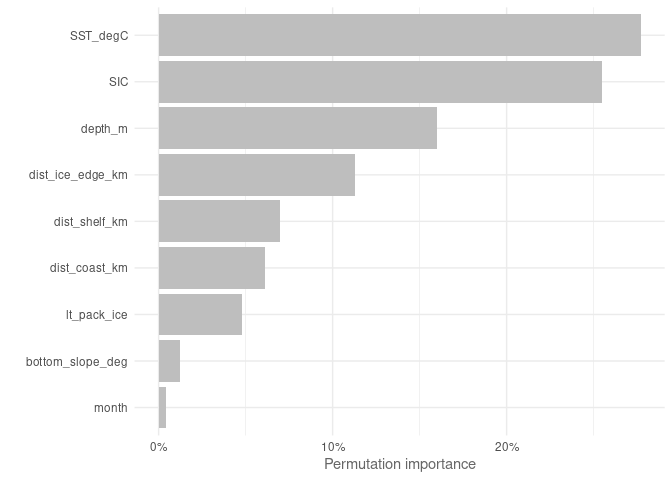 SST_degC
SIC
depth_m
dist_ice_edge_km
dist_shelf_km
dist_coast_km
lt_pack_ice
bottom_slope_deg
month
0%
10%
20%
Permutation importance